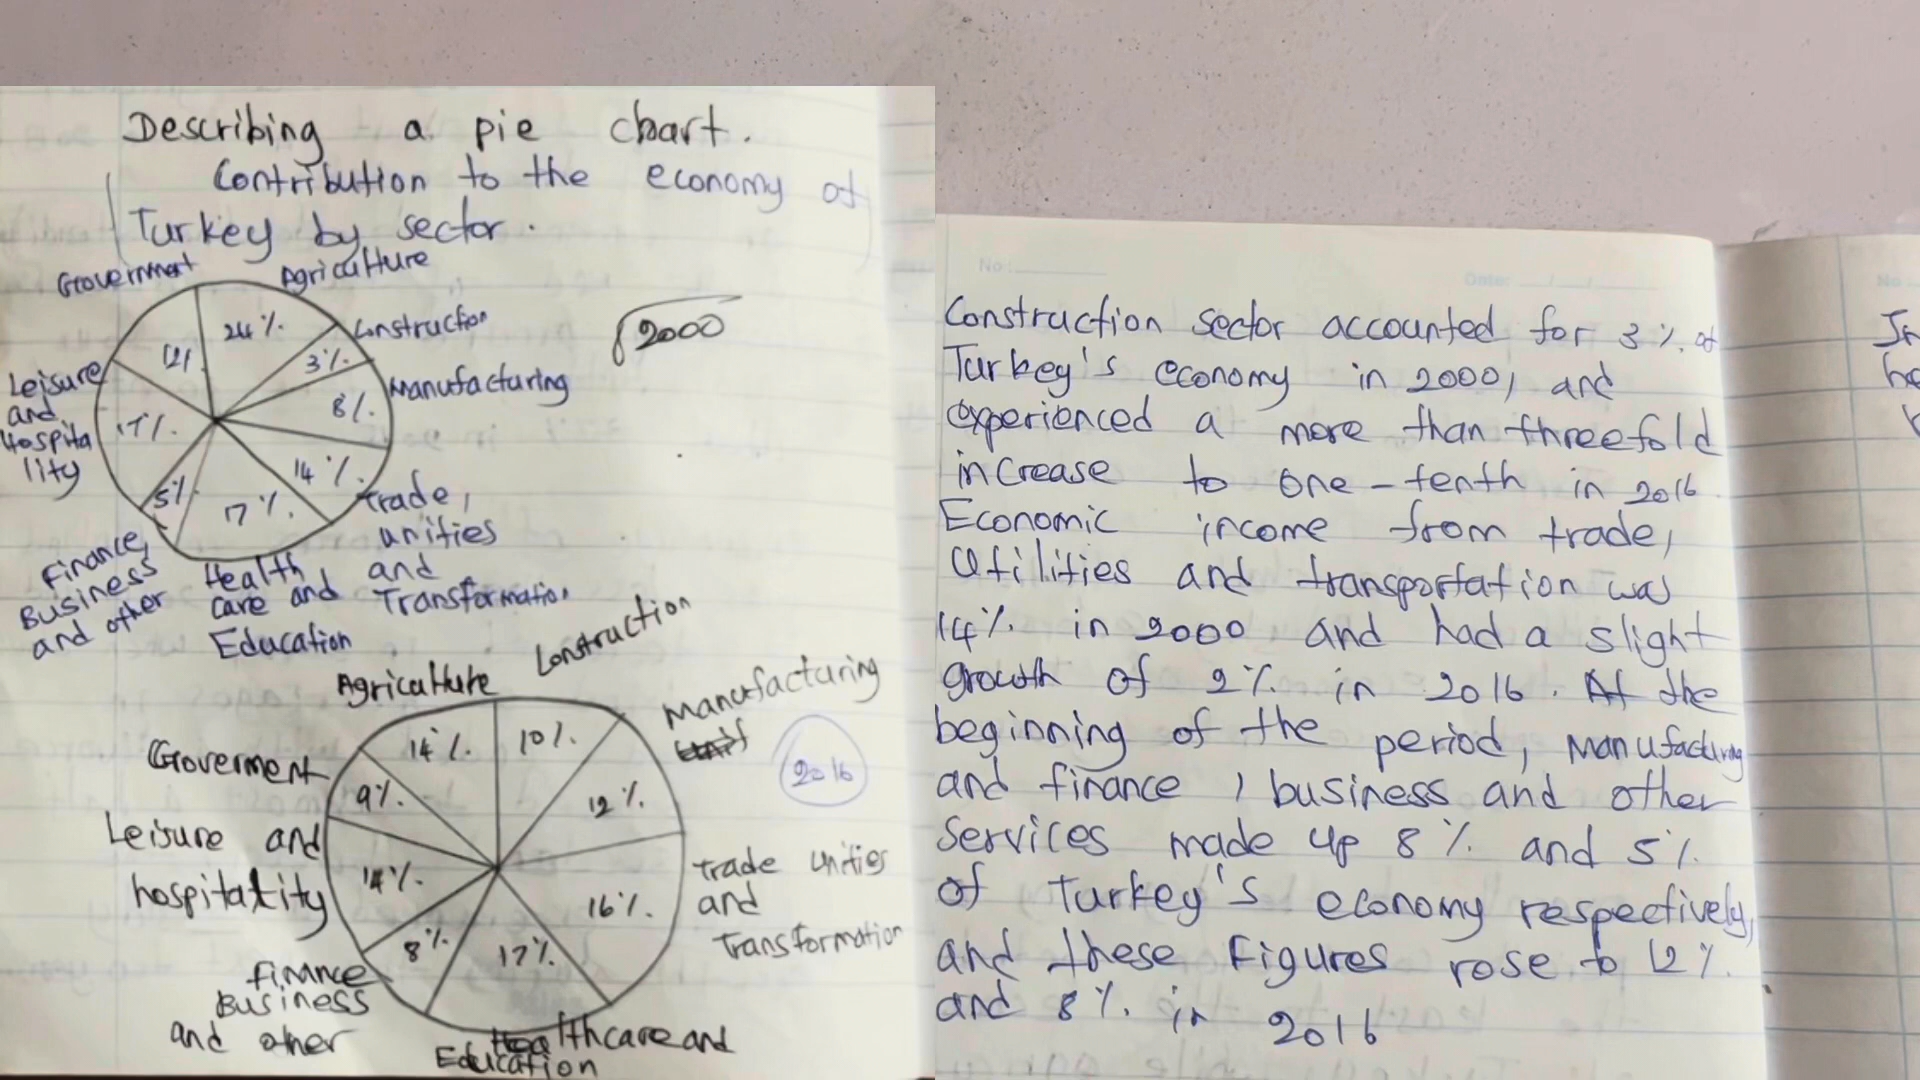 Describing a pie chart.
Contribution to the economy of
Turkey by sector.
Government
Agriculture
24%.
Construction
2000
3%.
Manufacturing
8%.
12%
Leisure
and
Hospita
lity
17%.
14%.
5%.
17%.
Trade,
unities
and
Transformation
Finance,
Business
and other
Health
care and
Education
Agriculture
Construction
Manufacturing
14%.
10%.
2016
Goverment
9%.
12%.
Leisure and
hospitality
14%.
Trade unities
and
Transformation
16%.
8%.
17%.
finance
Business
and other
Healthcare and
Education
No:
Date:
Construction sector accounted for 3%. of
Turkey's economy in 2000, and
experienced a more than threefold
increase to one-tenth in 2016
Economic income from trade,
Utilities and transportation was
14%. in 2000 and had a slight
growth of 2%. in 2016. At the
beginning of the period, Manufacturing
and finance, business and other
Services made up 8%. and 5%.
of Turkey's economy respectively,
and these Figures rose to 12%.
and 8%. in 2016
No
In